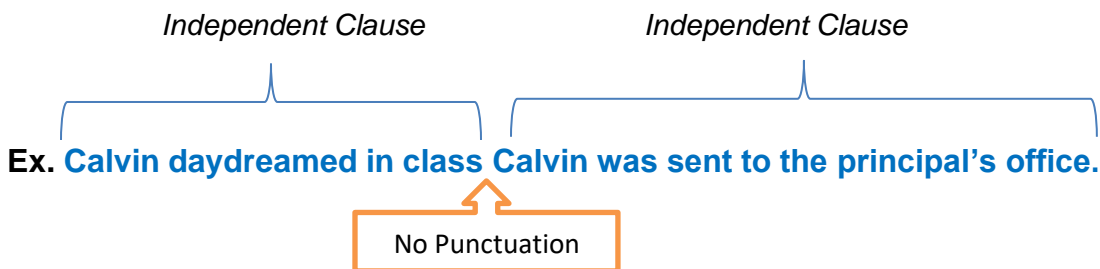 Independent Clause Independent Clause
Ex. Calvin daydreamed in class Calvin was sent to the principal’s office.
No Punctuation